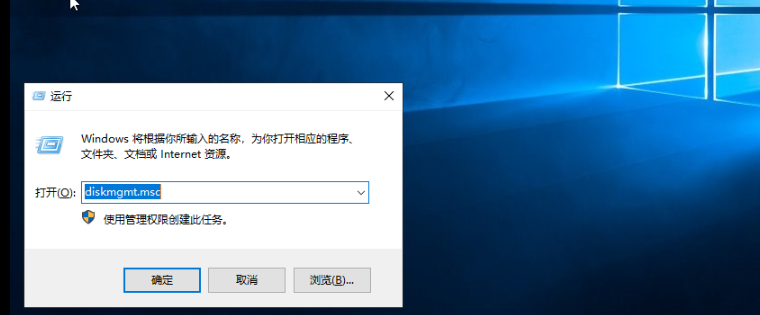 运行
Windows 将根据你所输入的名称，为你打开相应的程序、
文件夹、文档或 Internet 资源。
打开(O): diskmgmt.msc
使用管理权限创建此任务。
确定 取消 浏览(B)...